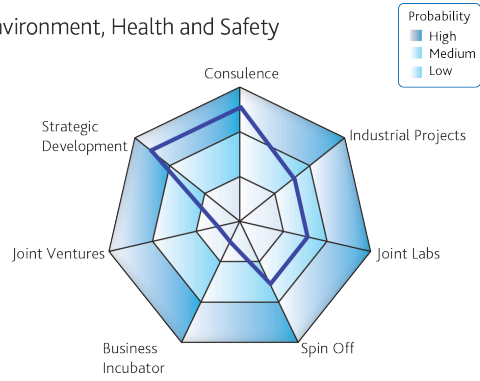 nvironment, Health and Safety
Probability
High
Medium
Low
Consulence
Strategic
Development
Industrial Projects
Joint Ventures
Joint Labs
Business
Incubator
Spin Off